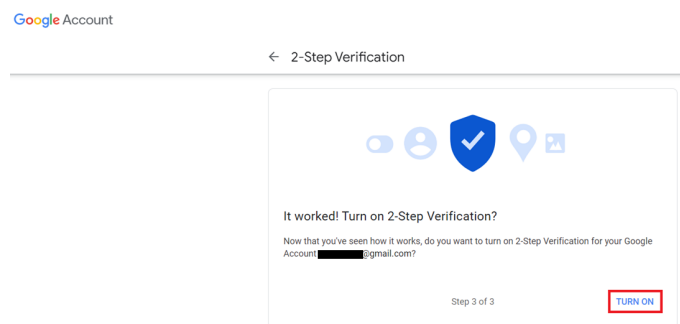 Google Account
2-Step Verification
It worked! Turn on 2-Step Verification?
Now that you've seen how it works, do you want to turn on 2-Step Verification for your Google
Account @gmail.com?
Step 3 of 3
TURN ON